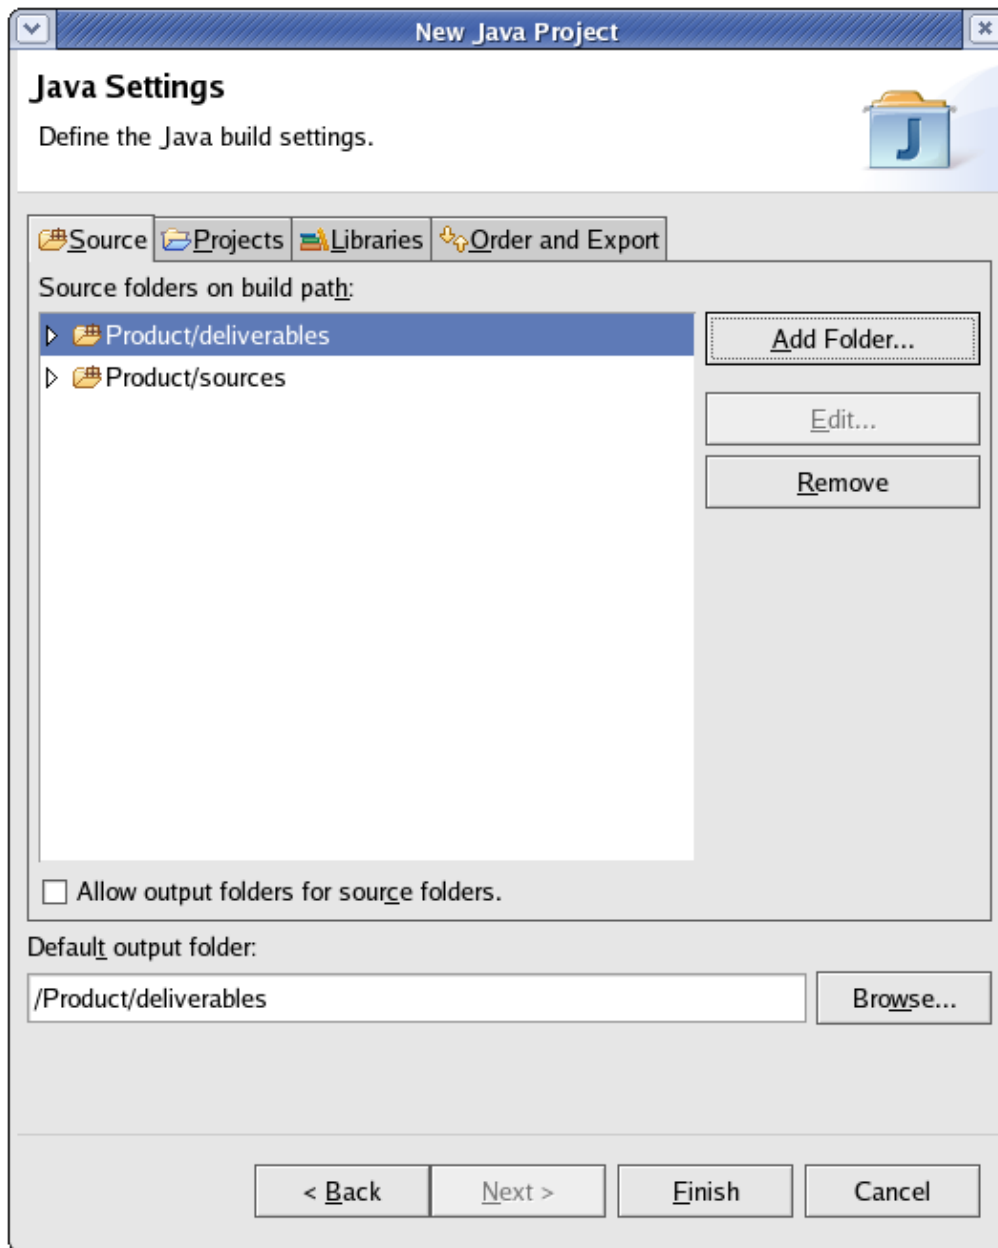 New Java Project
Java Settings
Define the Java build settings.
J
Source Projects Libraries Order and Export
Source folders on build path:
Product/deliverables
Add Folder...
Product/sources
Edit...
Remove
Allow output folders for source folders.
Default output folder:
/Product/deliverables
Browse...
< Back Next > Finish Cancel